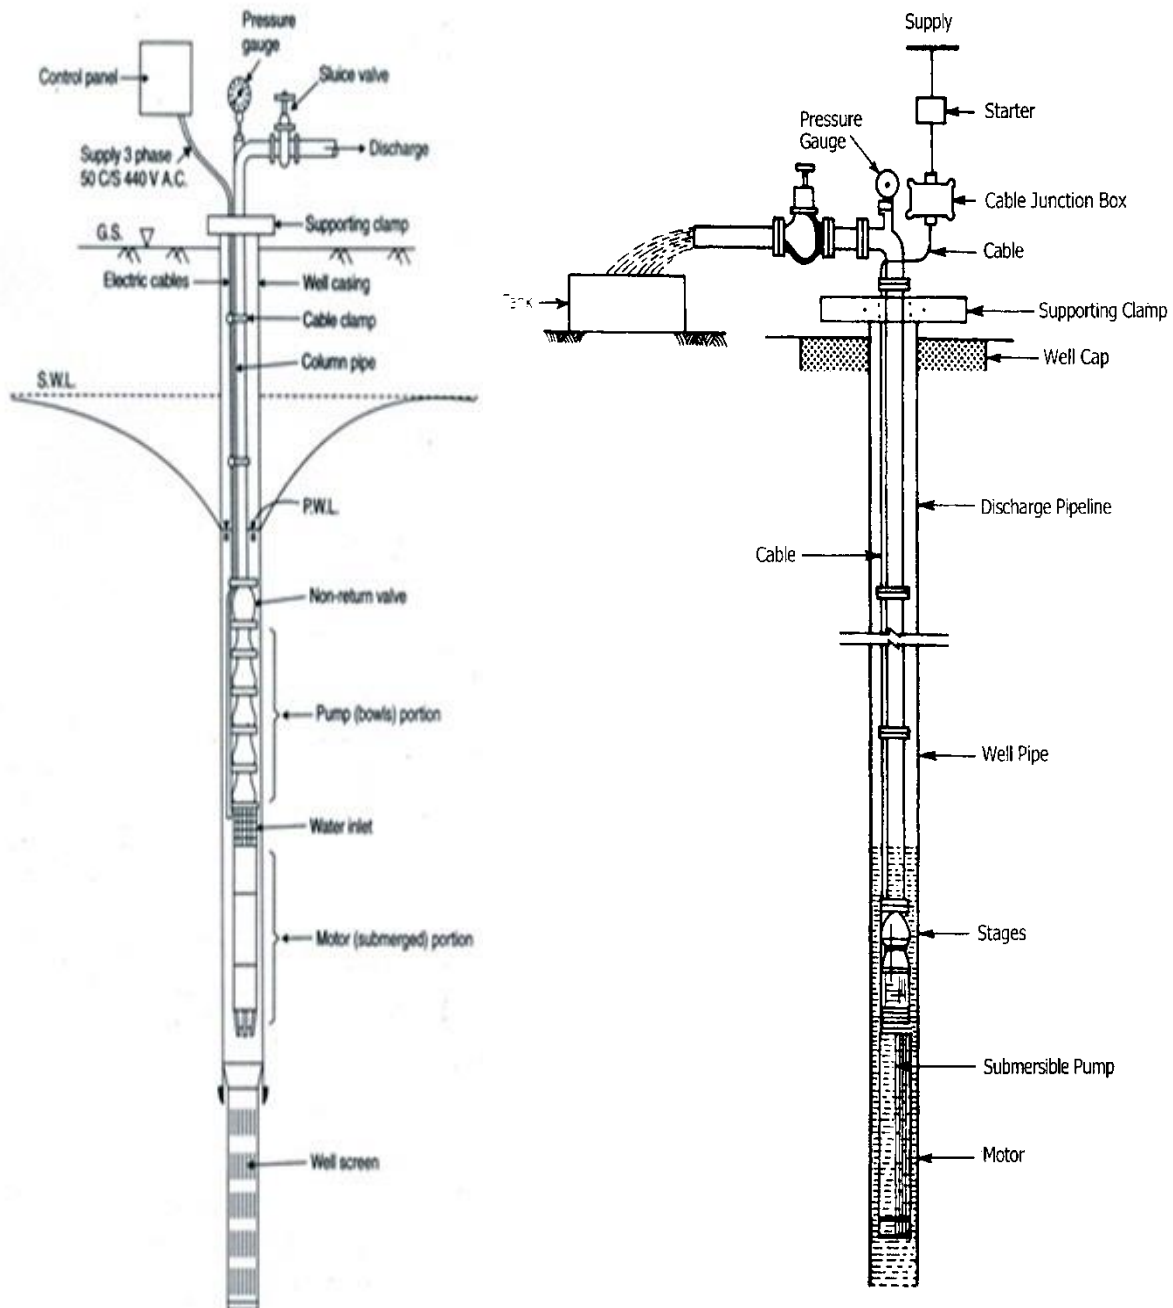 Pressure
gauge
Control panel
Sluice valve
Supply 3 phase
50 C/S 440 V A.C.
Discharge
Supporting clamp
G.S.
Electric cables
Well casing
Cable clamp
Column pipe
S.W.L.
P.W.L.
Non-return valve
Pump (bowls) portion
Water inlet
Motor (submerged) portion
Well screen
Supply
Starter
Pressure
Gauge
Cable Junction Box
Cable
Supporting Clamp
Well Cap
Discharge Pipeline
Cable
Well Pipe
Stages
Submersible Pump
Motor